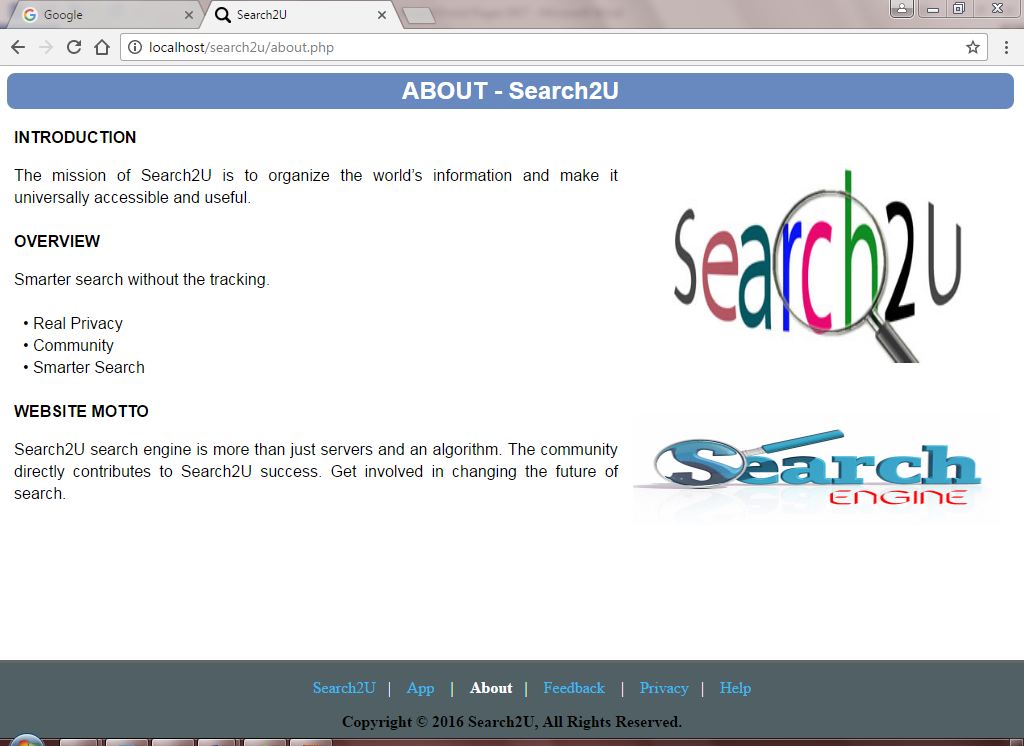 Google
Search2U
localhost/search2u/about.php
ABOUT - Search2U
INTRODUCTION
The mission of Search2U is to organize the world’s information and make it
universally accessible and useful.
OVERVIEW
Smarter search without the tracking.
• Real Privacy
• Community
• Smarter Search
WEBSITE MOTTO
Search2U search engine is more than just servers and an algorithm. The community
directly contributes to Search2U success. Get involved in changing the future of
search.
Search2U
Search
ENGINE
Search2U | App | About | Feedback | Privacy | Help
Copyright © 2016 Search2U, All Rights Reserved.